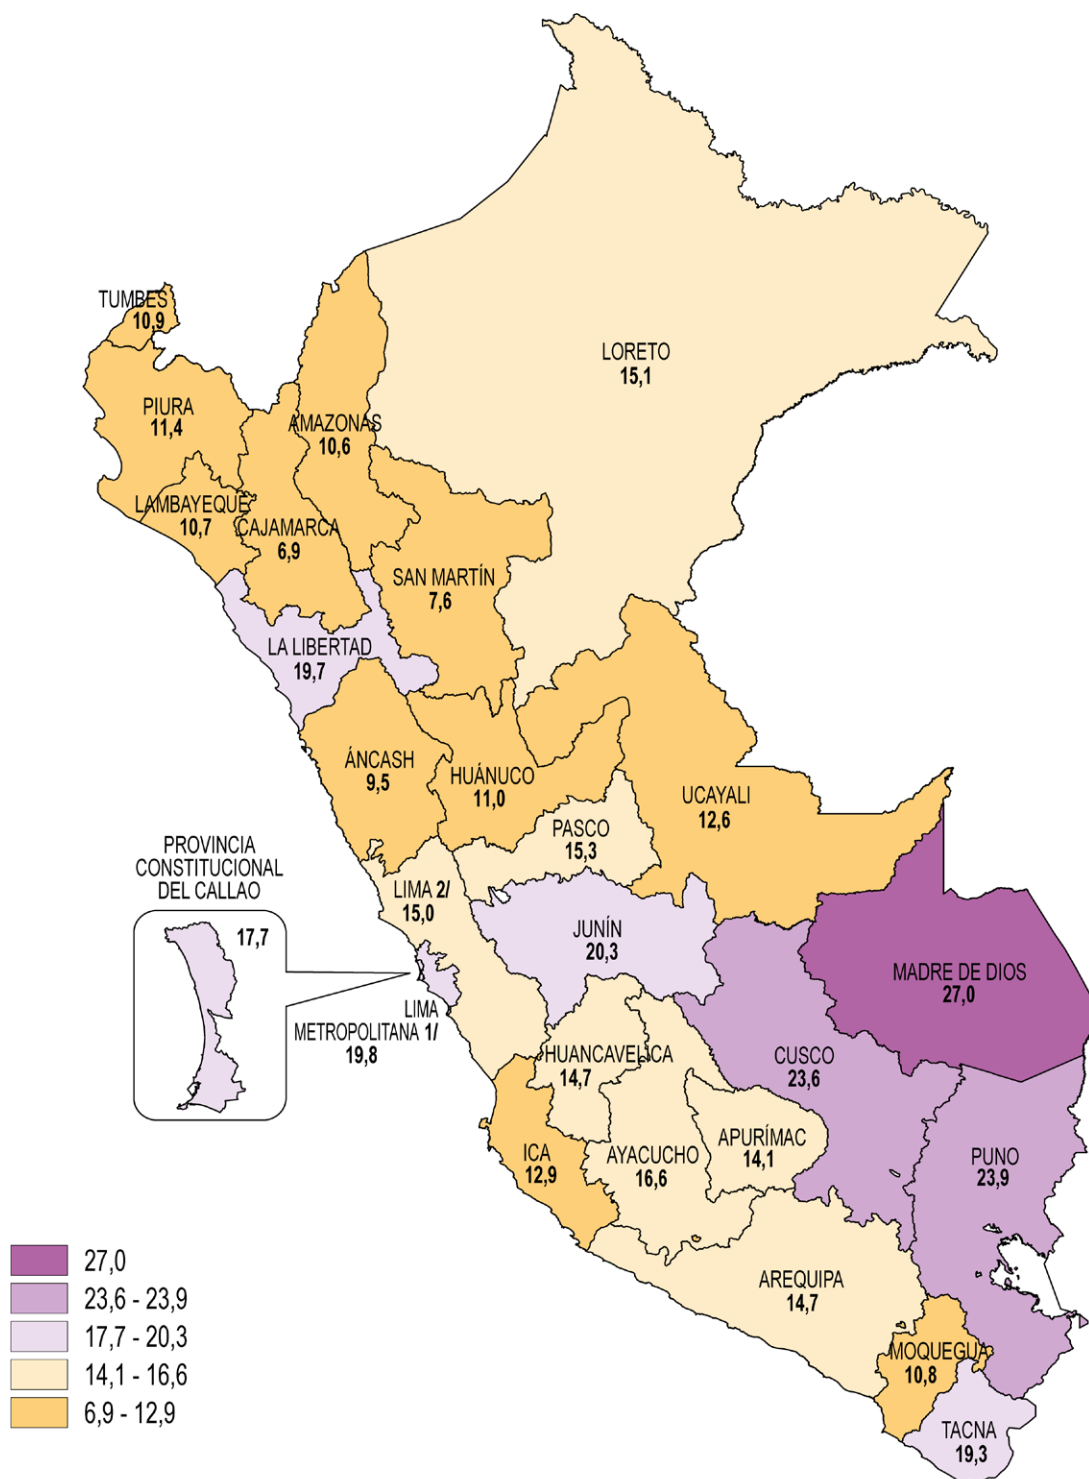 TUMBES
10,9
PIURA
11,4
LAMBAYEQUE
10,7
CAJAMARCA
6,9
AMAZONAS
10,6
LORETO
15,1
SAN MARTÍN
7,6
LA LIBERTAD
19,7
ÁNCASH
9,5
HUÁNUCO
11,0
UCAYALI
12,6
PASCO
15,3
PROVINCIA
CONSTITUCIONAL
DEL CALLAO
17,7
LIMA 2/
15,0
JUNÍN
20,3
LIMA
METROPOLITANA 1/
19,8
MADRE DE DIOS
27,0
CUSCO
23,6
HUANCAVELICA
14,7
ICA
12,9
AYACUCHO
16,6
APURÍMAC
14,1
PUNO
23,9
AREQUIPA
14,7
MOQUEGUA
10,8
TACNA
19,3
27,0
23,6 - 23,9
17,7 - 20,3
14,1 - 16,6
6,9 - 12,9